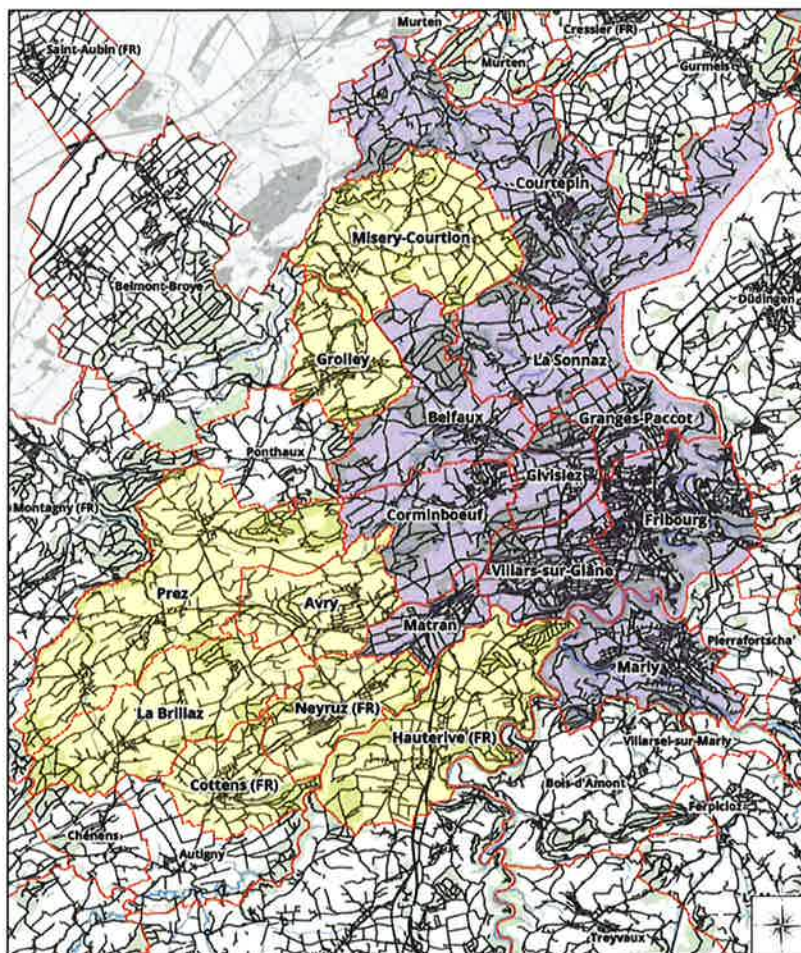 Murten
Cressier (FR)
Saint-Aubin (FR)
Murten
Gurmels
Courtepin
Misery-Courtion
Belmont-Broye
Düdingen
Grolley
La Sonnaz
Belfaux
Granges-Paccot
Ponthaux
Givisiez
Montagny (FR)
Corminboeuf
Fribourg
Villars-sur-Glâne
Prez
Avry
Matran
Pierrafortscha
Marly
La Brillaz
Neyruz (FR)
Hauterive (FR)
Villarsel-sur-Marly
Cottens (FR)
Bois-d'Amont
Ferpicloz
Chénens
Autigny
Treyvaux